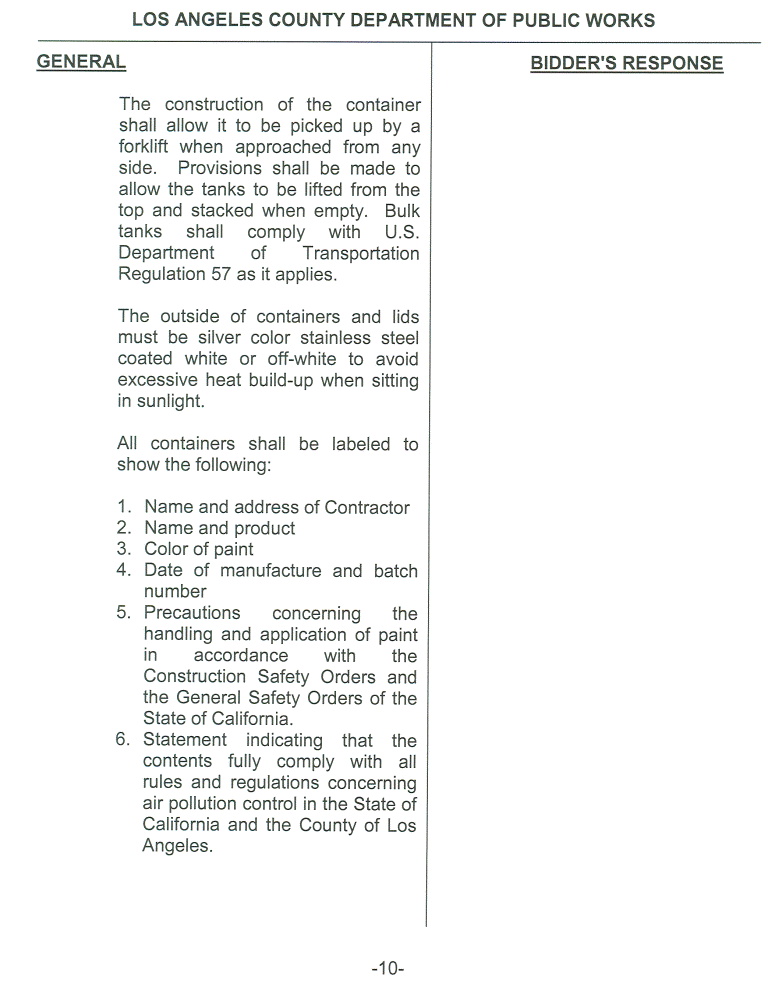 LOS ANGELES COUNTY DEPARTMENT OF PUBLIC WORKS
GENERAL
BIDDER'S RESPONSE
The construction of the container
shall allow it to be picked up by a
forklift when approached from any
side. Provisions shall be made to
allow the tanks to be lifted from the
top and stacked when empty. Bulk
tanks shall comply with U.S.
Department of Transportation
Regulation 57 as it applies.
The outside of containers and lids
must be silver color stainless steel
coated white or off-white to avoid
excessive heat build-up when sitting
in sunlight.
All containers shall be labeled to
show the following:
1. Name and address of Contractor
2. Name and product
3. Color of paint
4. Date of manufacture and batch
number
5. Precautions concerning the
handling and application of paint
in accordance with the
Construction Safety Orders and
the General Safety Orders of the
State of California.
6. Statement indicating that the
contents fully comply with all
rules and regulations concerning
air pollution control in the State of
California and the County of Los
Angeles.
-10-